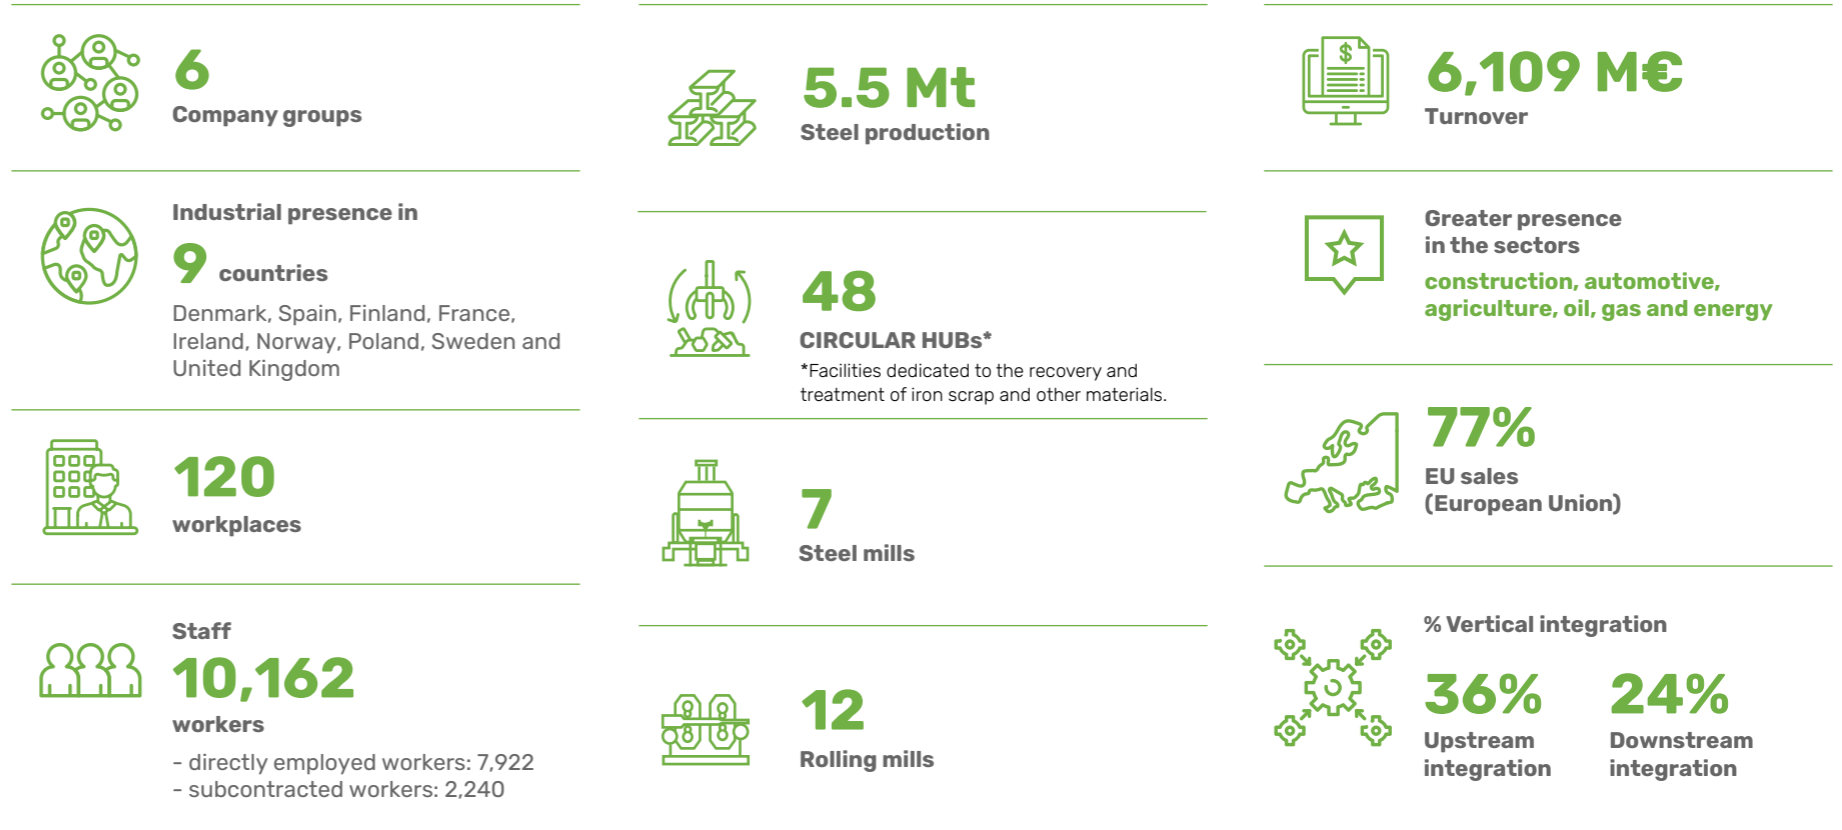 6
Company groups
Industrial presence in
9 countries
Denmark, Spain, Finland, France,
Ireland, Norway, Poland, Sweden and
United Kingdom
120
workplaces
Staff
10,162
workers
- directly employed workers: 7,922
- subcontracted workers: 2,240
5.5 Mt
Steel production
48
CIRCULAR HUBs*
*Facilities dedicated to the recovery and
treatment of iron scrap and other materials.
7
Steel mills
12
Rolling mills
$
6,109 M€
Turnover
Greater presence
in the sectors
construction, automotive,
agriculture, oil, gas and energy
77%
EU sales
(European Union)
% Vertical integration
36%
Upstream
integration
24%
Downstream
integration